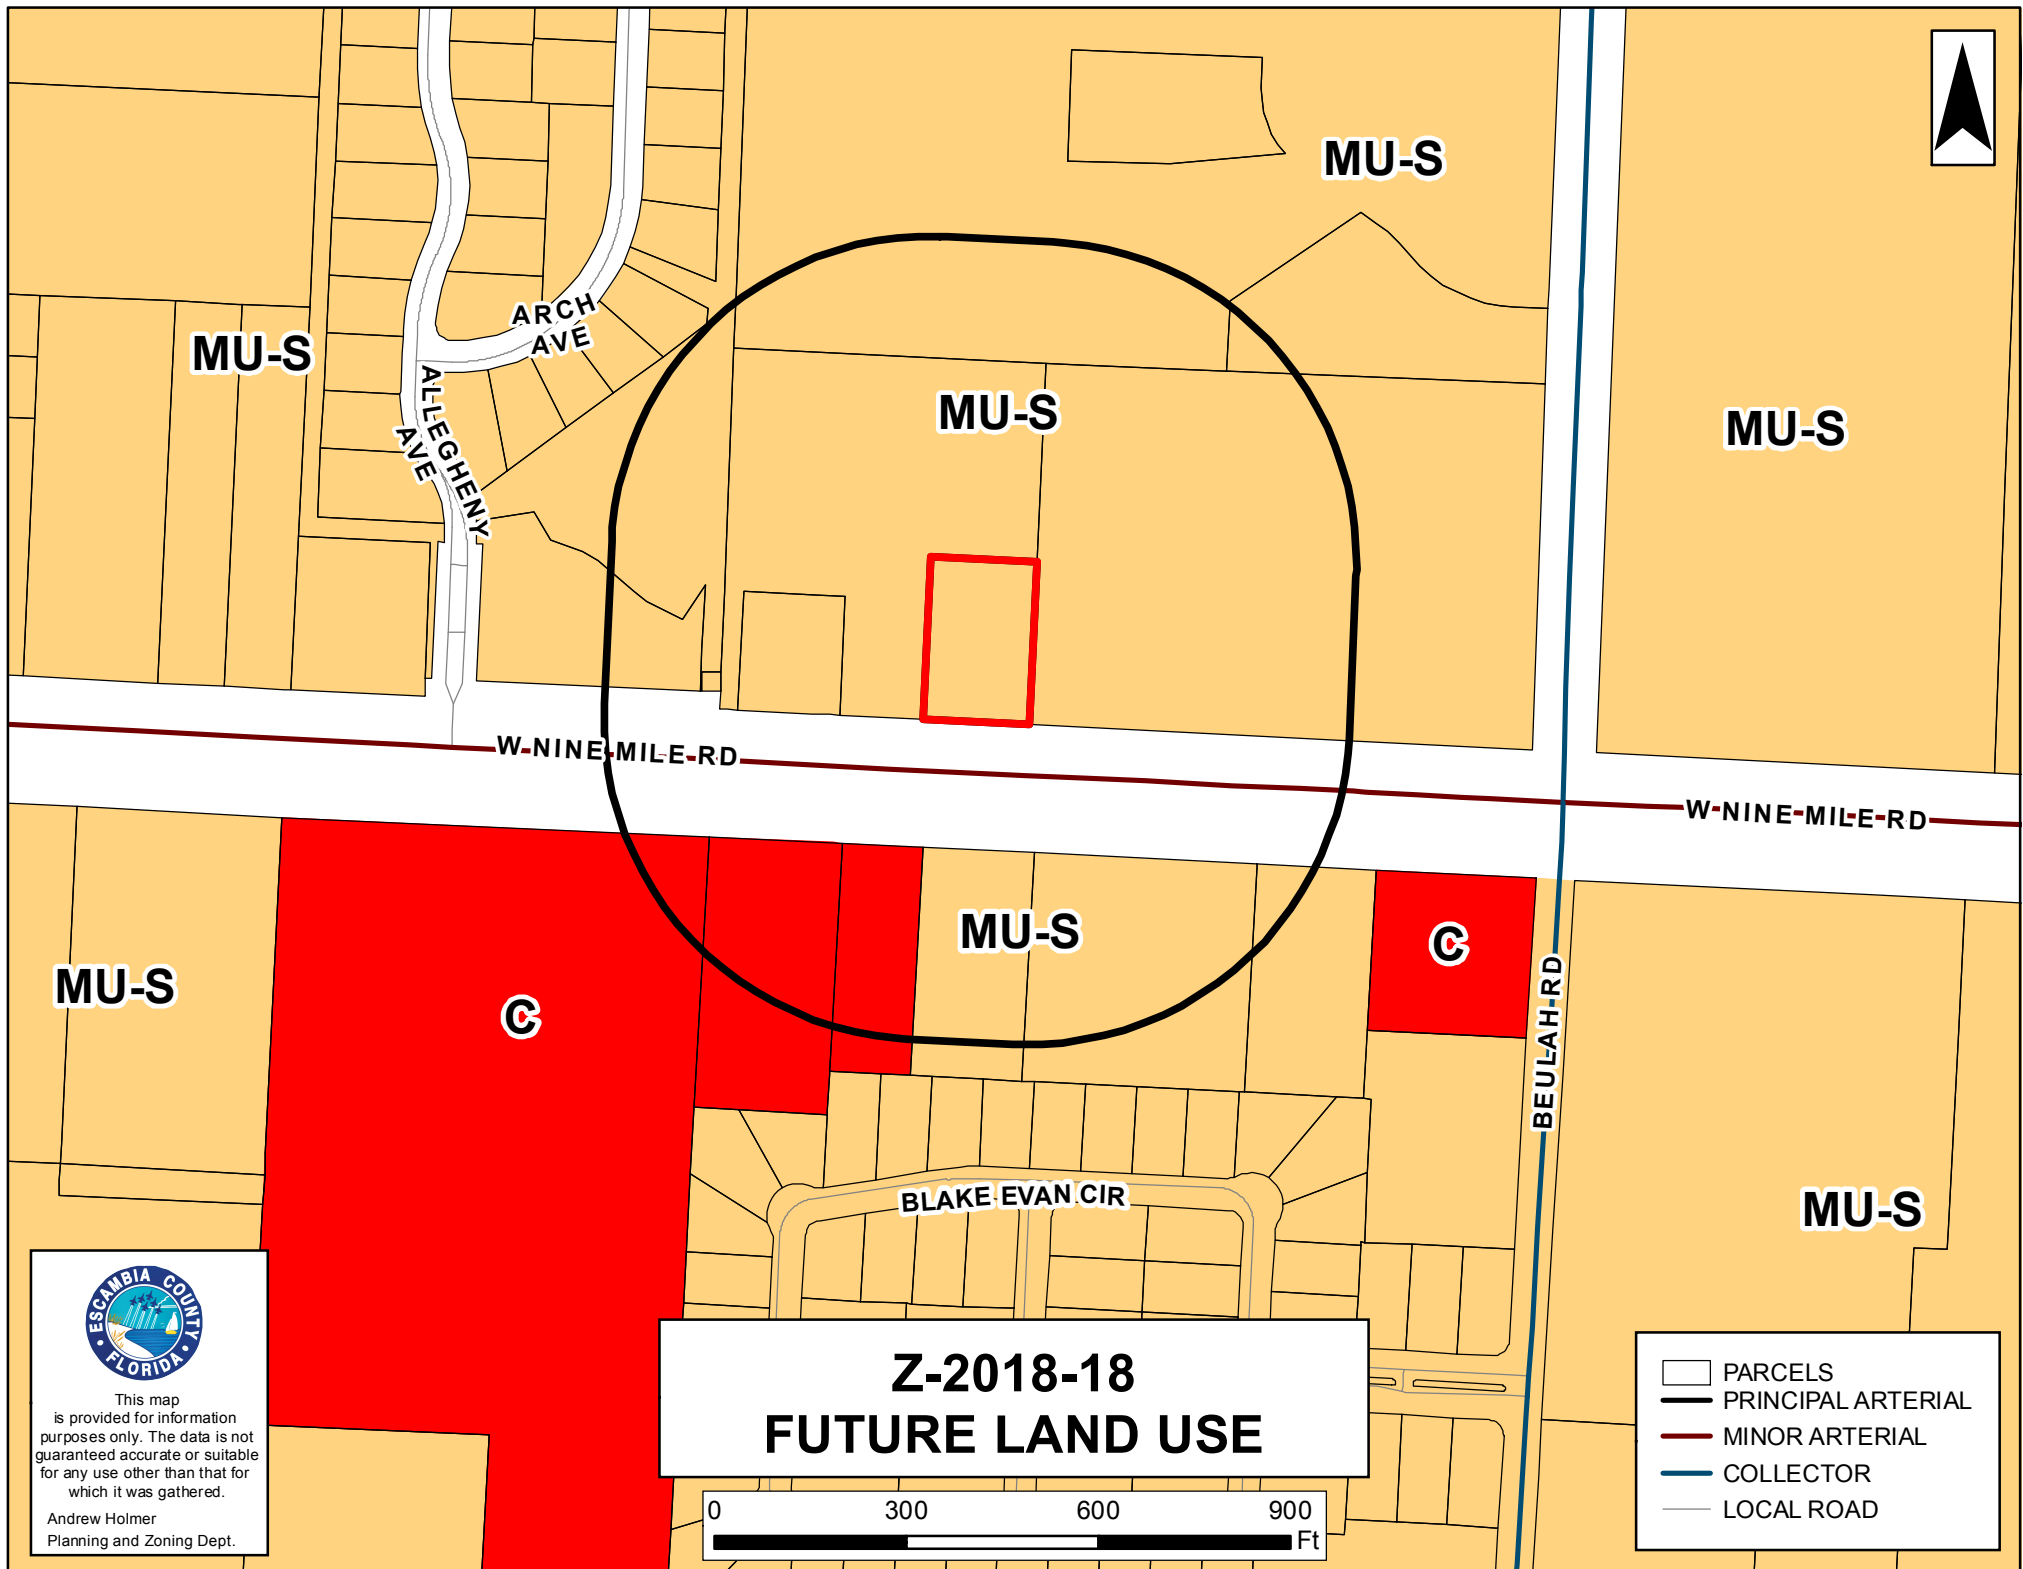 MU-S
ARCH
AVE
MU-S
ALLEGHENY
AVE
MU-S
MU-S
W NINE MILE RD
W NINE MILE RD
MU-S
C
MU-S
C
BEULAH RD
BLAKE EVAN CIR
MU-S
ESCAMBIA COUNTY
FLORIDA
This map
is provided for information
purposes only. The data is not
guaranteed accurate or suitable
for any use other than that for
which it was gathered.
Andrew Holmer
Planning and Zoning Dept.
Z-2018-18
FUTURE LAND USE
0 300 600 900
Ft
PARCELS
PRINCIPAL ARTERIAL
MINOR ARTERIAL
COLLECTOR
LOCAL ROAD